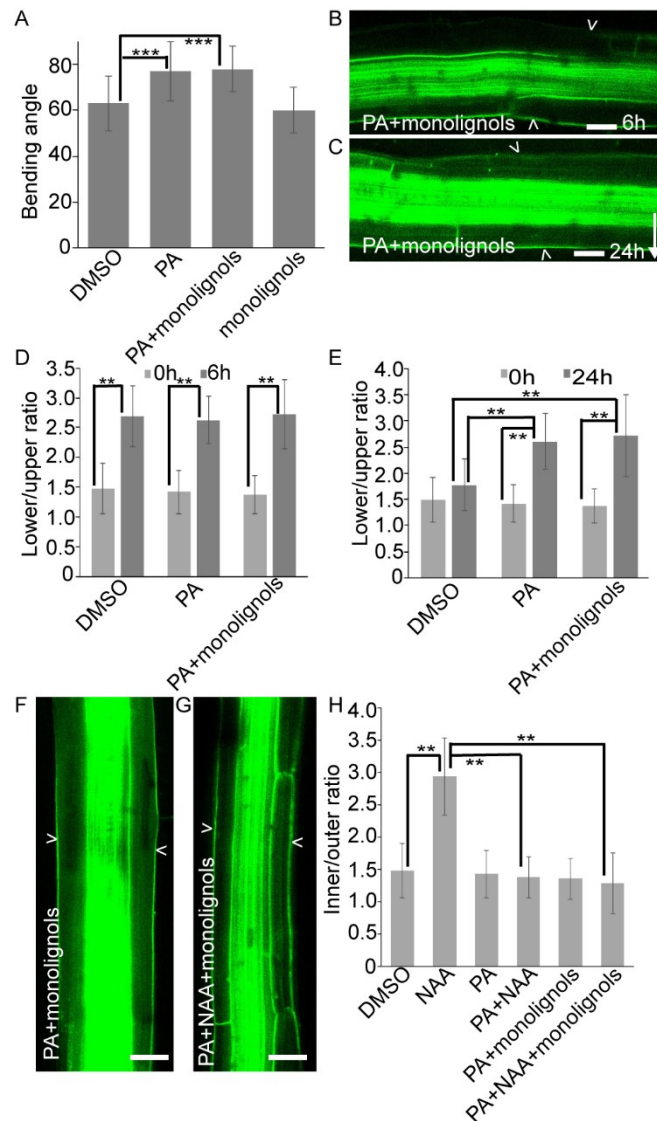 A
***
***
80
60
40
20
0
Bending angle
DMSO
PA
PA+monolignols
monolignols
B
PA+monolignols
6h
C
PA+monolignols
24h
D
0h
6h
**
**
**
3.5
3.0
2.5
2.0
1.5
1.0
0.5
0
Lower/upper ratio
DMSO
PA
PA+monolignols
E
0h
24h
**
**
**
**
4.0
3.5
3.0
2.5
2.0
1.5
1.0
0.5
0
Lower/upper ratio
DMSO
PA
PA+monolignols
F
PA+monolignols
G
PA+NAA+monolignols
H
**
**
**
4.0
3.5
3.0
2.5
2.0
1.5
1.0
0.5
0
Inner/outer ratio
DMSO
NAA
PA
PA+NAA
PA+monolignols
PA+NAA+monolignols